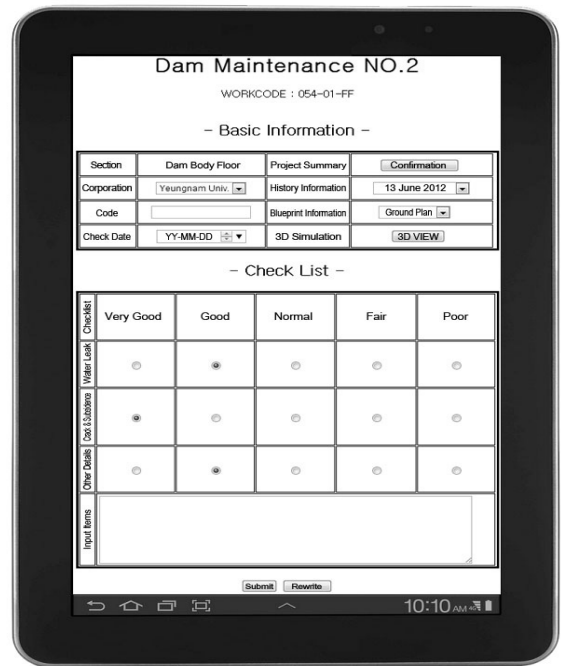 Dam Maintenance NO.2
WORKCODE : 054-01-FF
- Basic Information -
Section Dam Body Floor Project Summary Confirmation
Corporation Yeungnam Univ. History Information 13 June 2012
Code Blueprint Information Ground Plan
Check Date YY-MM-DD 3D Simulation 3D VIEW
- Check List -
Checklist Very Good Good Normal Fair Poor
Water Leak
Crack & Subsidence
Other Details
Input Items
Submit Rewrite
10:10 AM